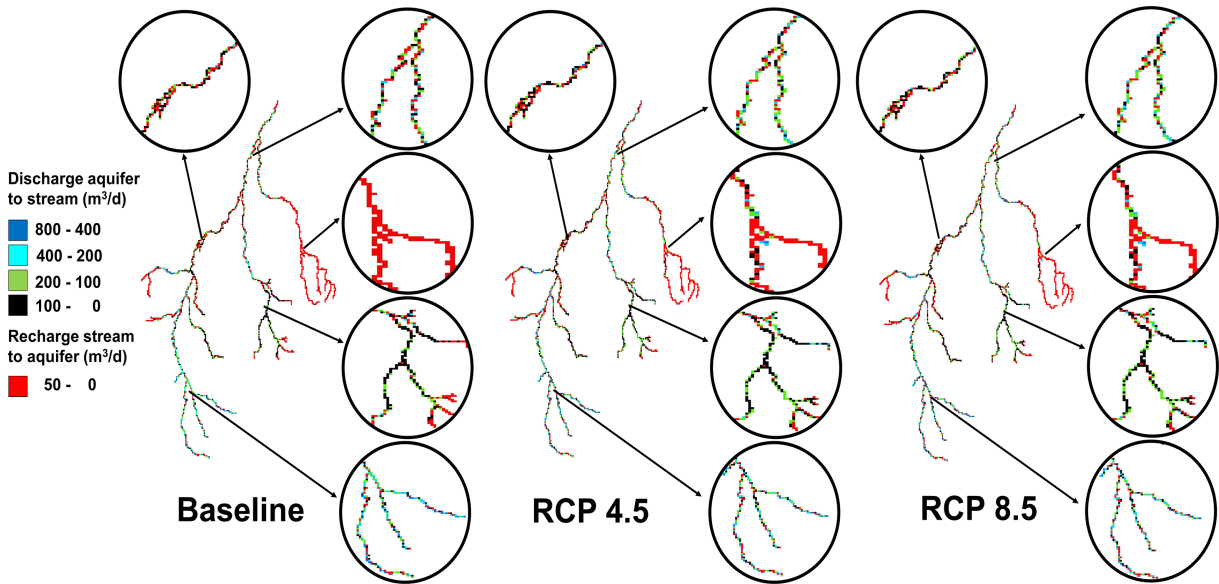 Discharge aquifer
to stream (m³/d)
800 - 400
400 - 200
200 - 100
100 - 0
Recharge stream
to aquifer (m³/d)
50 - 0
Baseline
RCP 4.5
RCP 8.5